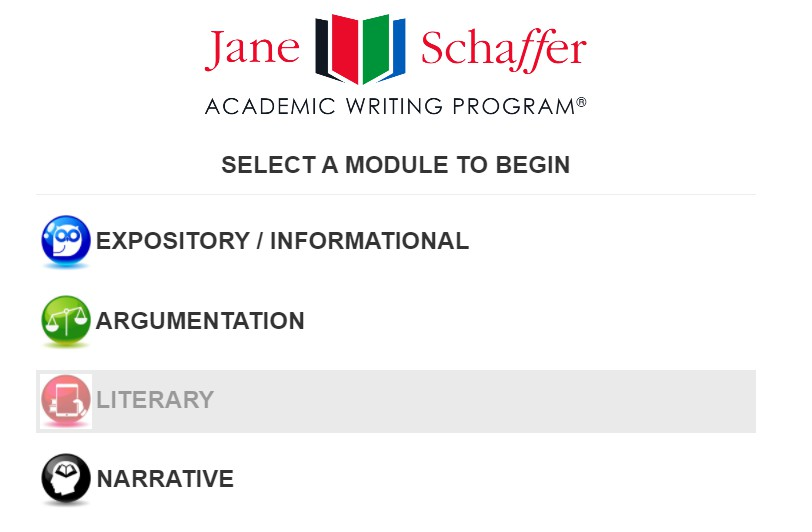 Jane Schaffer
ACADEMIC WRITING PROGRAM®
SELECT A MODULE TO BEGIN
EXPOSITORY / INFORMATIONAL
ARGUMENTATION
LITERARY
NARRATIVE